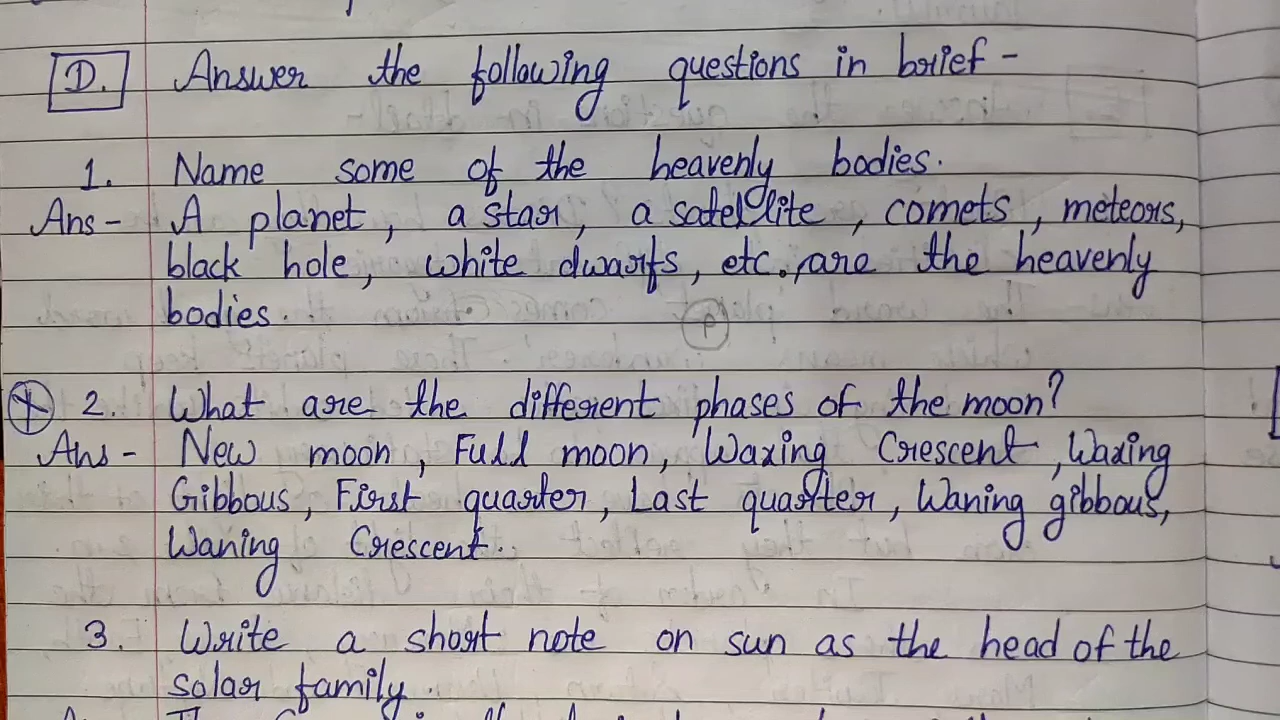 D. Answer the following questions in brief -
1. Name some of the heavenly bodies.
Ans - A planet, a star, a satellite, comets, meteors,
black hole, white dwarfs, etc., are the heavenly
bodies.
2. What are the different phases of the moon?
Ans - New moon, Full moon, Waxing Crescent, Waxing
Gibbous, First quarter, Last quarter, Waning gibbous,
Waning Crescent.
3. Write a short note on sun as the head of the
solar family.